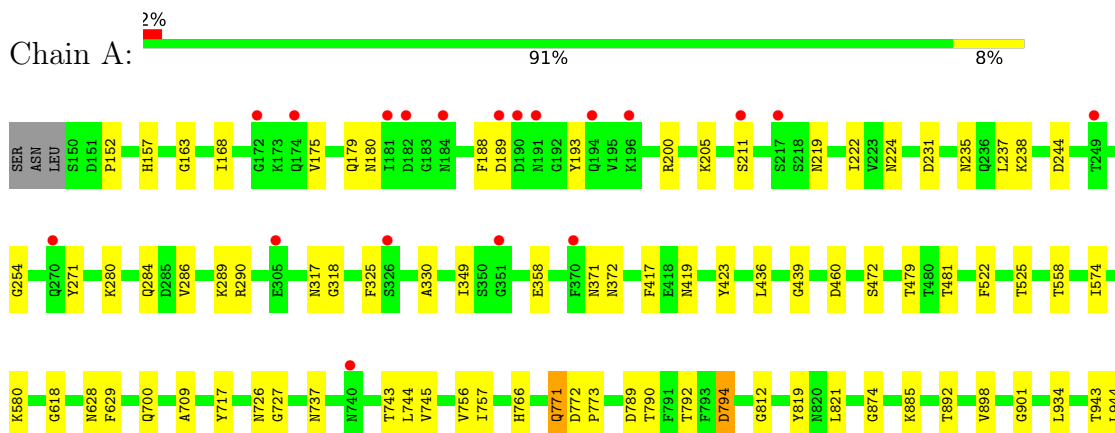 2%
Chain A:
91% 8%
SER ASN LEU S150 D151 P152 H157 G163 I168 G172 K173 Q174 V175 Q179 N180 I181 D182 G183 N184 F188 D189 D190 N191 G192 Y193 Q194 V195 K196 R200 K205 S211 S217 S218 N219 I222 V223 N224 D231 N235 Q236 L237 K238 D244 T249
G254 Q270 Y271 K280 Q284 D285 V286 K289 R290 E305 N317 G318 F325 S326 A330 I349 S350 G351 E358 F370 N371 N372 F417 E418 N419 Y423 L436 G439 D460 S472 T479 T480 T481 F522 T525 T558 I574
K580 G618 N628 F629 Q700 A709 Y717 N726 G727 N737 N740 T743 L744 V745 V756 I757 H766 Q771 D772 P773 D789 T790 F791 T792 F793 D794 G812 Y819 N820 L821 G874 K885 T892 V898 G901 L934 T943 L944